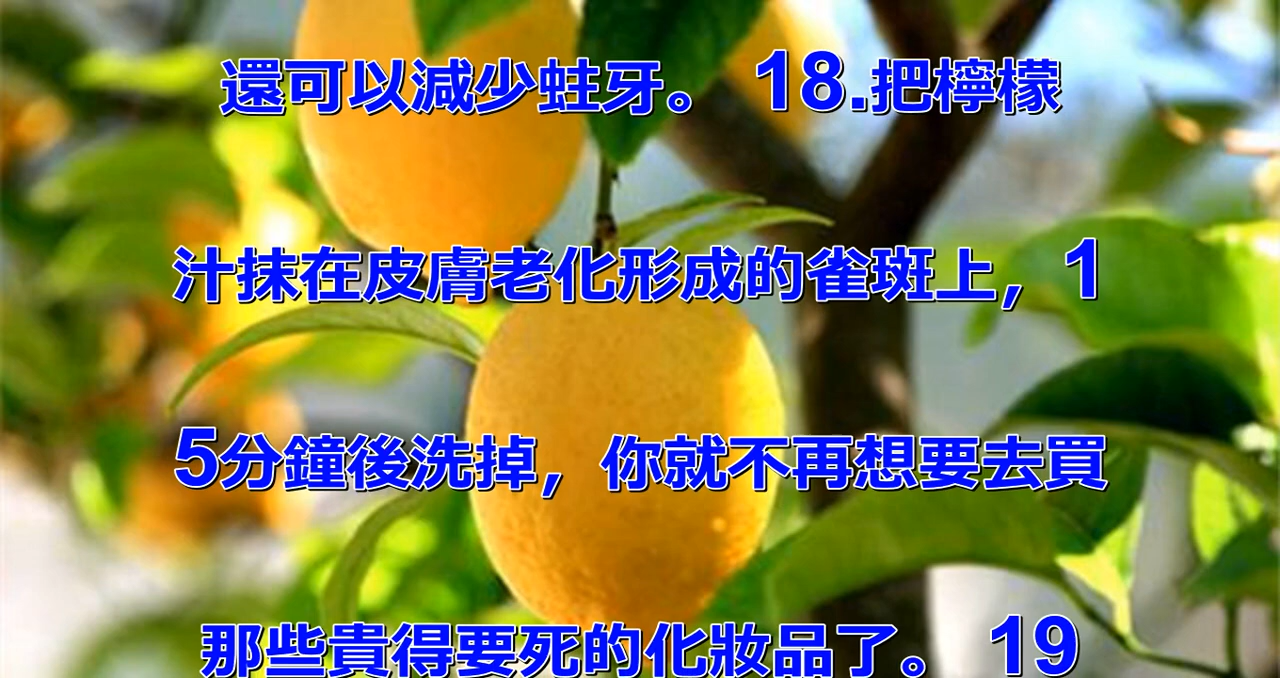 還可以減少蛀牙。 18.把檸檬
汁抹在皮膚老化形成的雀斑上，1
5分鐘後洗掉，你就不再想要去買
那些貴得要死的化妝品了。 19